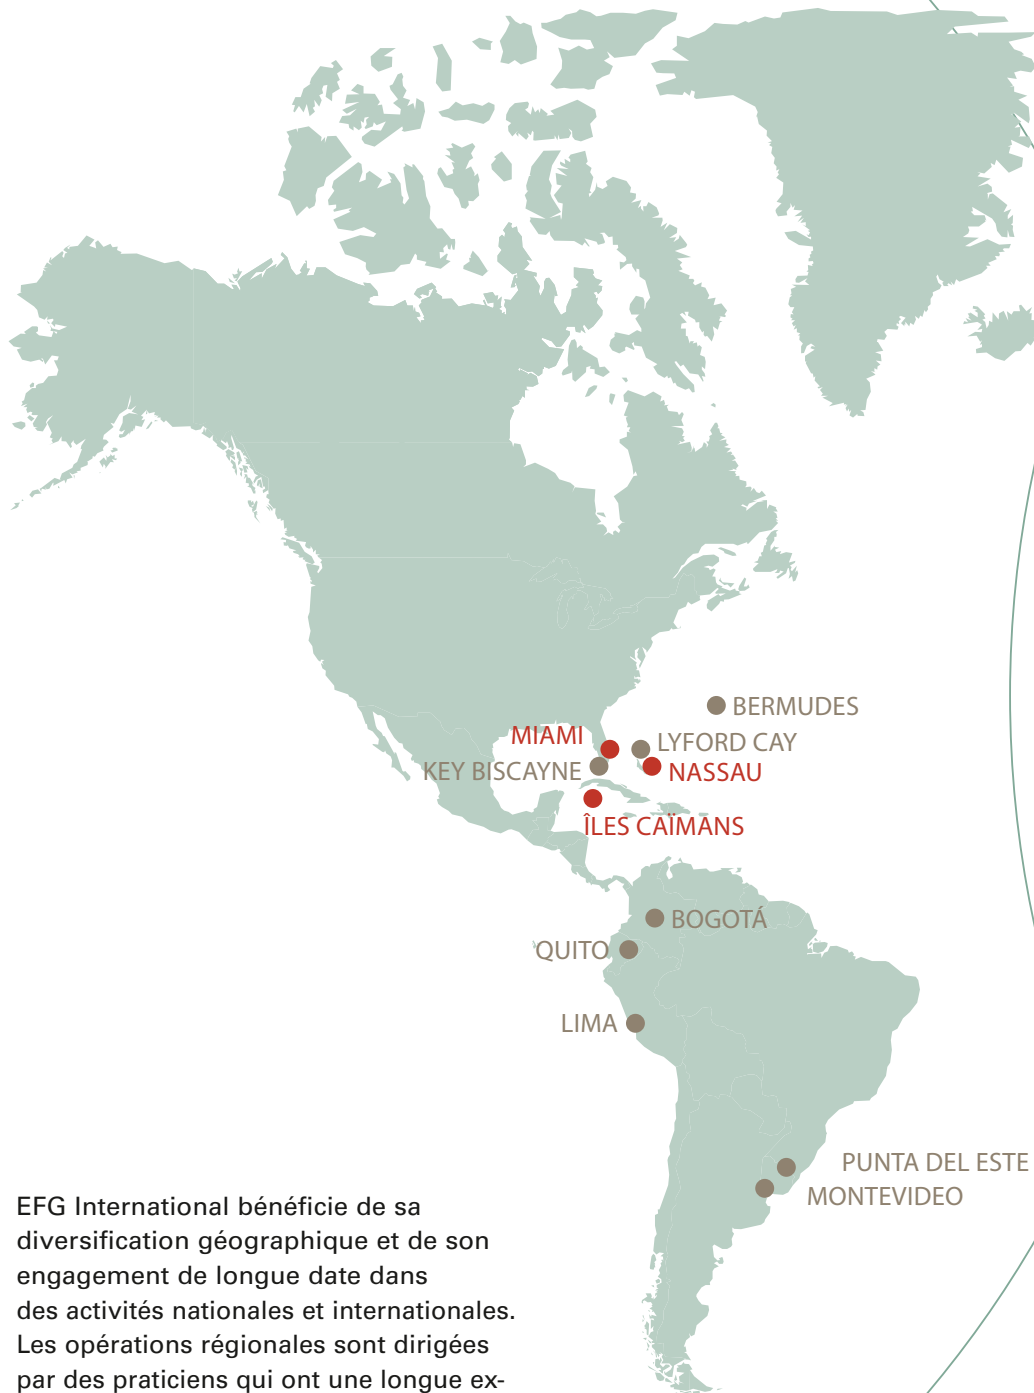 BERMUDES
MIAMI
LYFORD CAY
KEY BISCAYNE
NASSAU
ÎLES CAÏMANS
BOGOTÁ
QUITO
LIMA
PUNTA DEL ESTE
MONTEVIDEO
EFG International bénéficie de sa
diversification géographique et de son
engagement de longue date dans
des activités nationales et internationales.
Les opérations régionales sont dirigées
par des praticiens qui ont une longue ex-